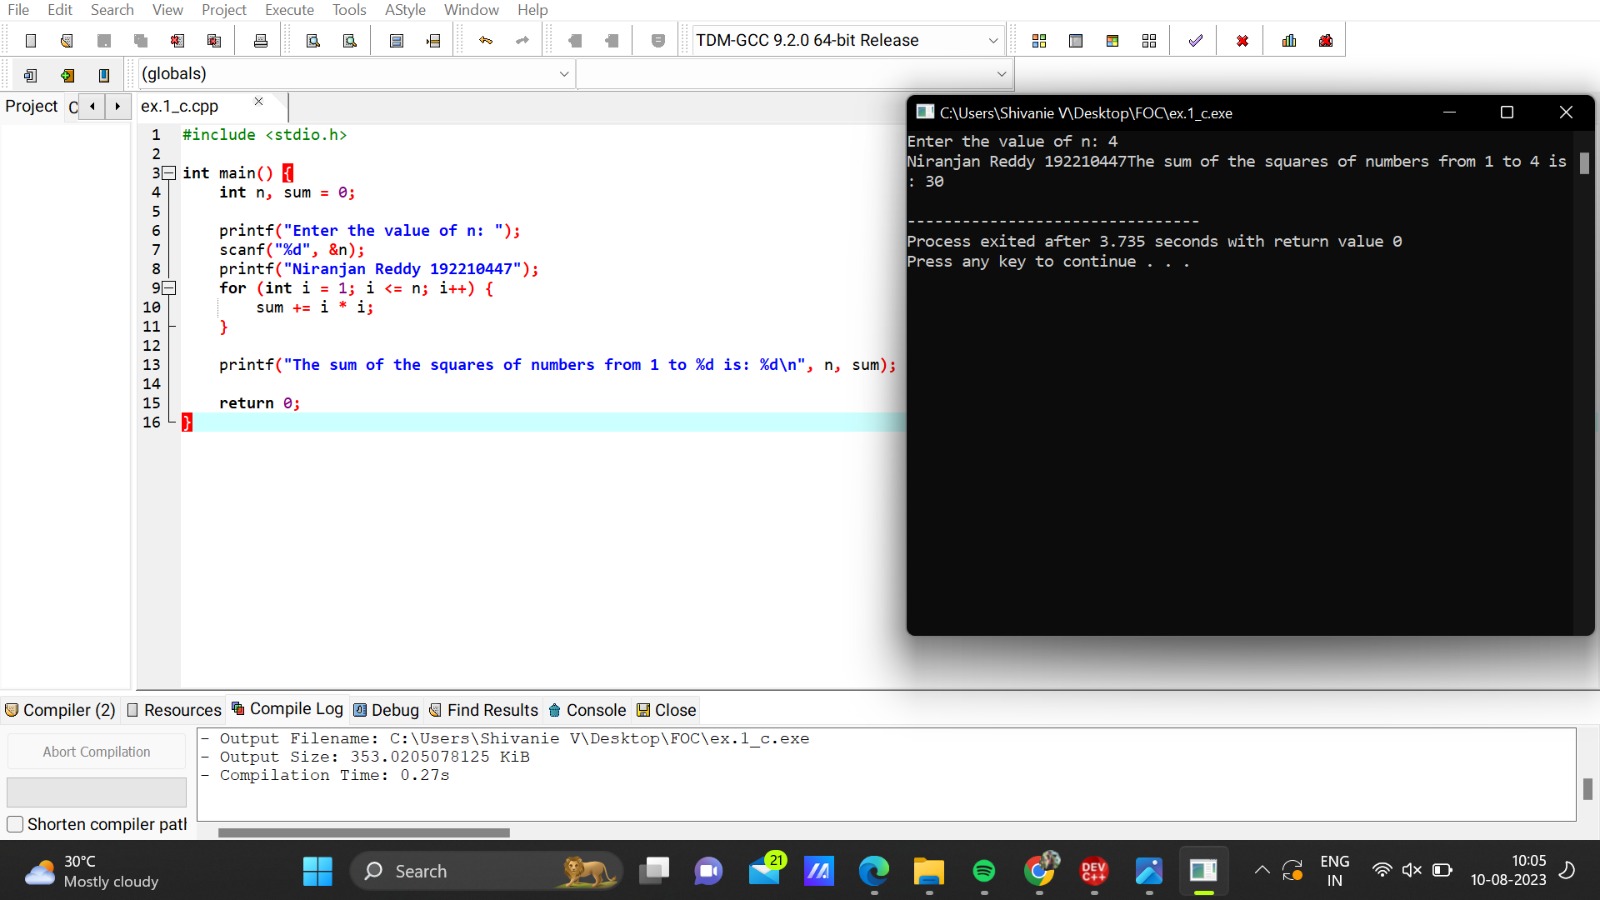 File Edit Search View Project Execute Tools AStyle Window Help
TDM-GCC 9.2.0 64-bit Release
(globals)
Project C
ex.1_c.cpp
1 #include <stdio.h>
2
3 int main() {
4 int n, sum = 0;
5
6 printf("Enter the value of n: ");
7 scanf("%d", &n);
8 printf("Niranjan Reddy 192210447");
9 for (int i = 1; i <= n; i++) {
10 sum += i * i;
11 }
12
13 printf("The sum of the squares of numbers from 1 to %d is: %d\n", n, sum);
14
15 return 0;
16 }
C:\Users\Shivanie V\Desktop\FOC\ex.1_c.exe
Enter the value of n: 4
Niranjan Reddy 192210447The sum of the squares of numbers from 1 to 4 is
: 30
--------------------------------
Process exited after 3.735 seconds with return value 0
Press any key to continue . . .
Compiler (2) Resources Compile Log Debug Find Results Console Close
Abort Compilation
Shorten compiler patl
- Output Filename: C:\Users\Shivanie V\Desktop\FOC\ex.1_c.exe
- Output Size: 353.0205078125 KiB
- Compilation Time: 0.27s
30°C
Mostly cloudy
Search
21
DEV
C++
ENG
IN
10:05
10-08-2023